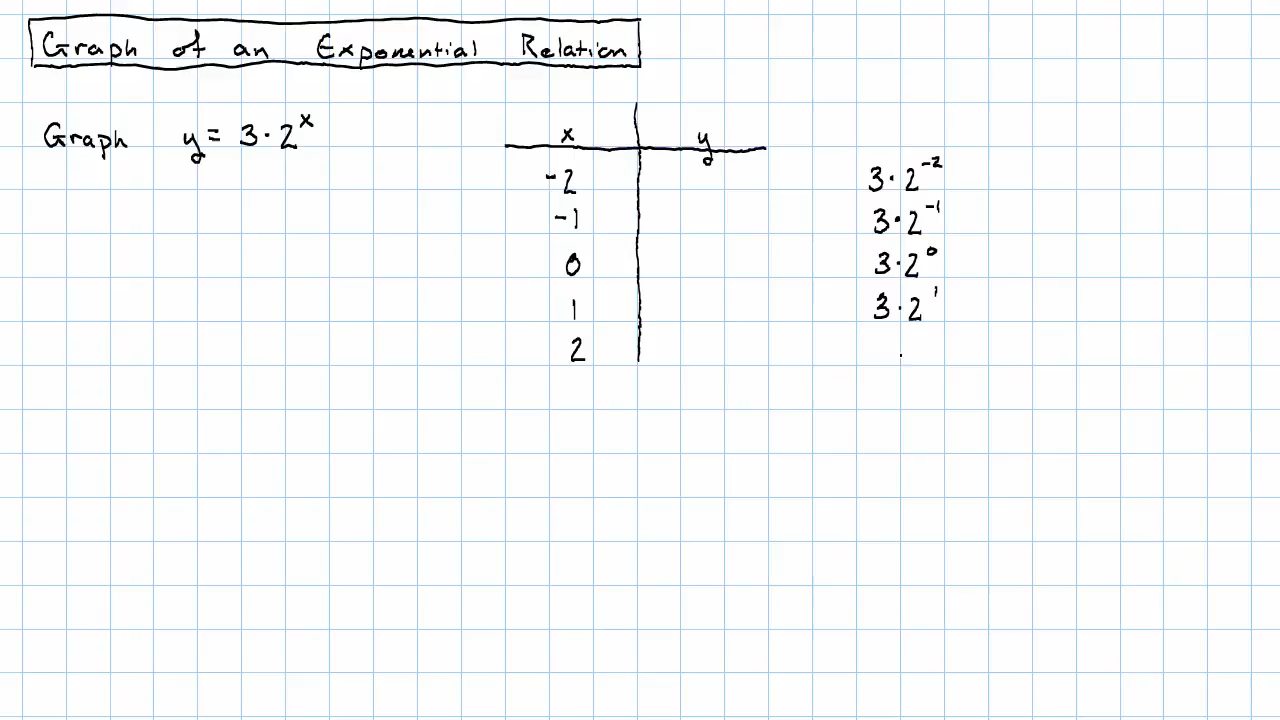 Graph of an Exponential Relation
Graph y = 3 · 2^x
x y
-2 3 · 2^-2
-1 3 · 2^-1
0 3 · 2^0
1 3 · 2^1
2